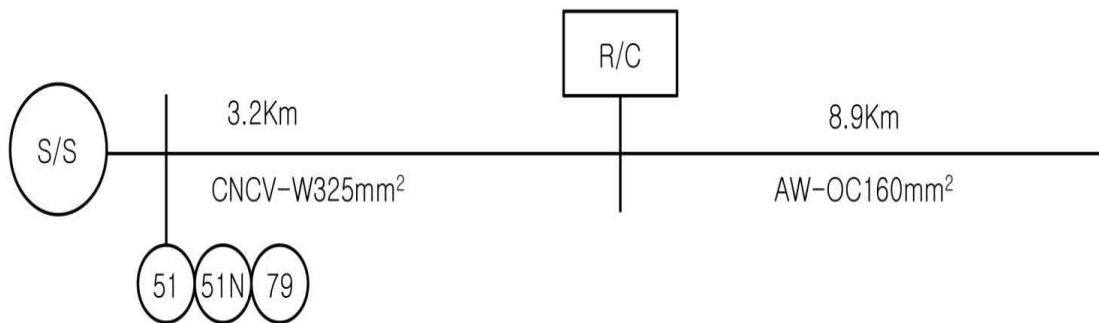 R/C
S/S
3.2Km
8.9Km
CNCV-W325mm²
AW-OC160mm²
51
51N
79